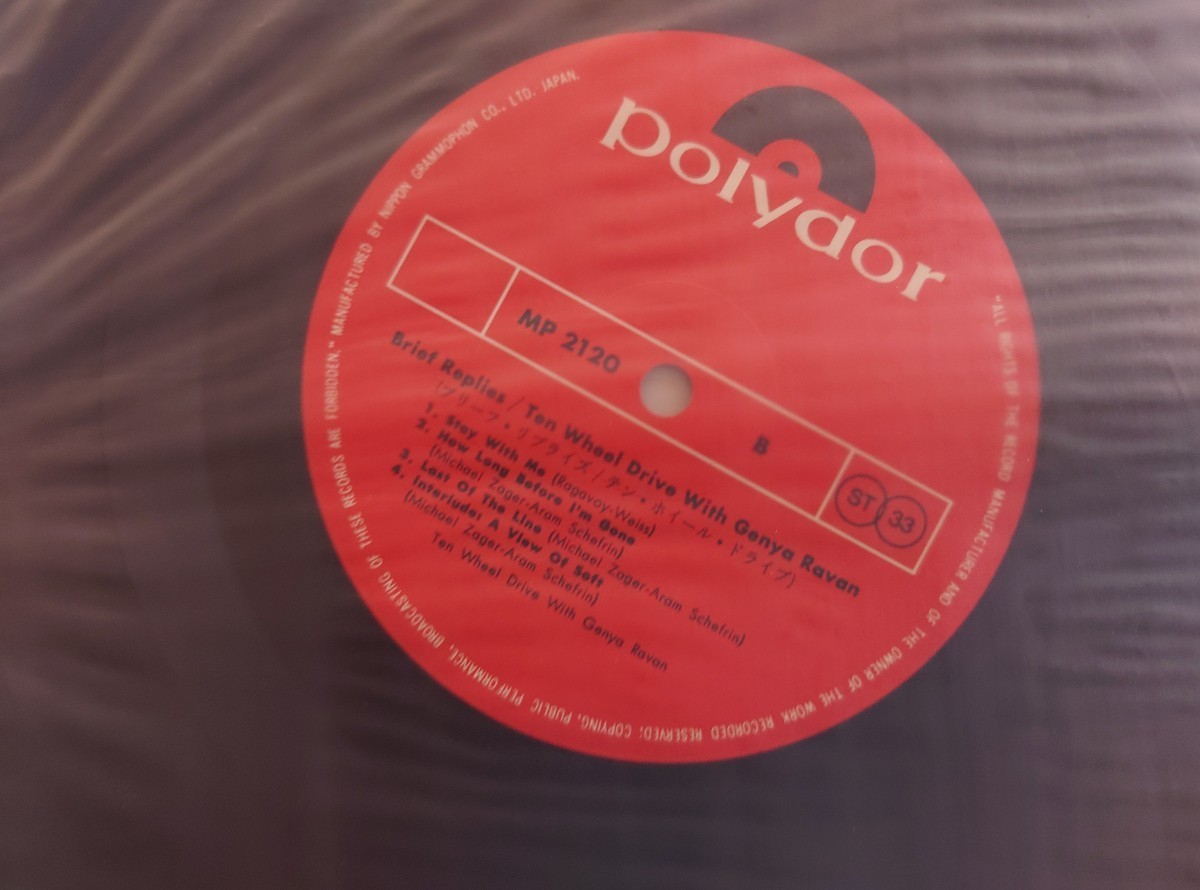 polydor
MP 2120
B
ST 33
Brief Replies / Ten Wheel Drive With Genya Ravan
(ブリーフ・リプライズ/テン・ホイール・ドライブ)
1. Stay With Me (Ragavoy-Weiss)
2. How Long Before I'm Gone
(Michael Zager-Aram Schefrin)
3. Last Of The Line (Michael Zager-Aram Schefrin)
4. Interlude: A View Of Soft
(Michael Zager-Aram Schefrin)
Ten Wheel Drive With Genya Ravan
"ALL RIGHTS OF THE RECORD MANUFACTURER AND OF THE OWNER OF THE WORK RECORDED RESERVED; COPYING, PUBLIC PERFORMANCE, BROADCASTING OF THESE RECORDS ARE FORBIDDEN." MANUFACTURED BY NIPPON GRAMMOPHON CO., LTD. JAPAN.